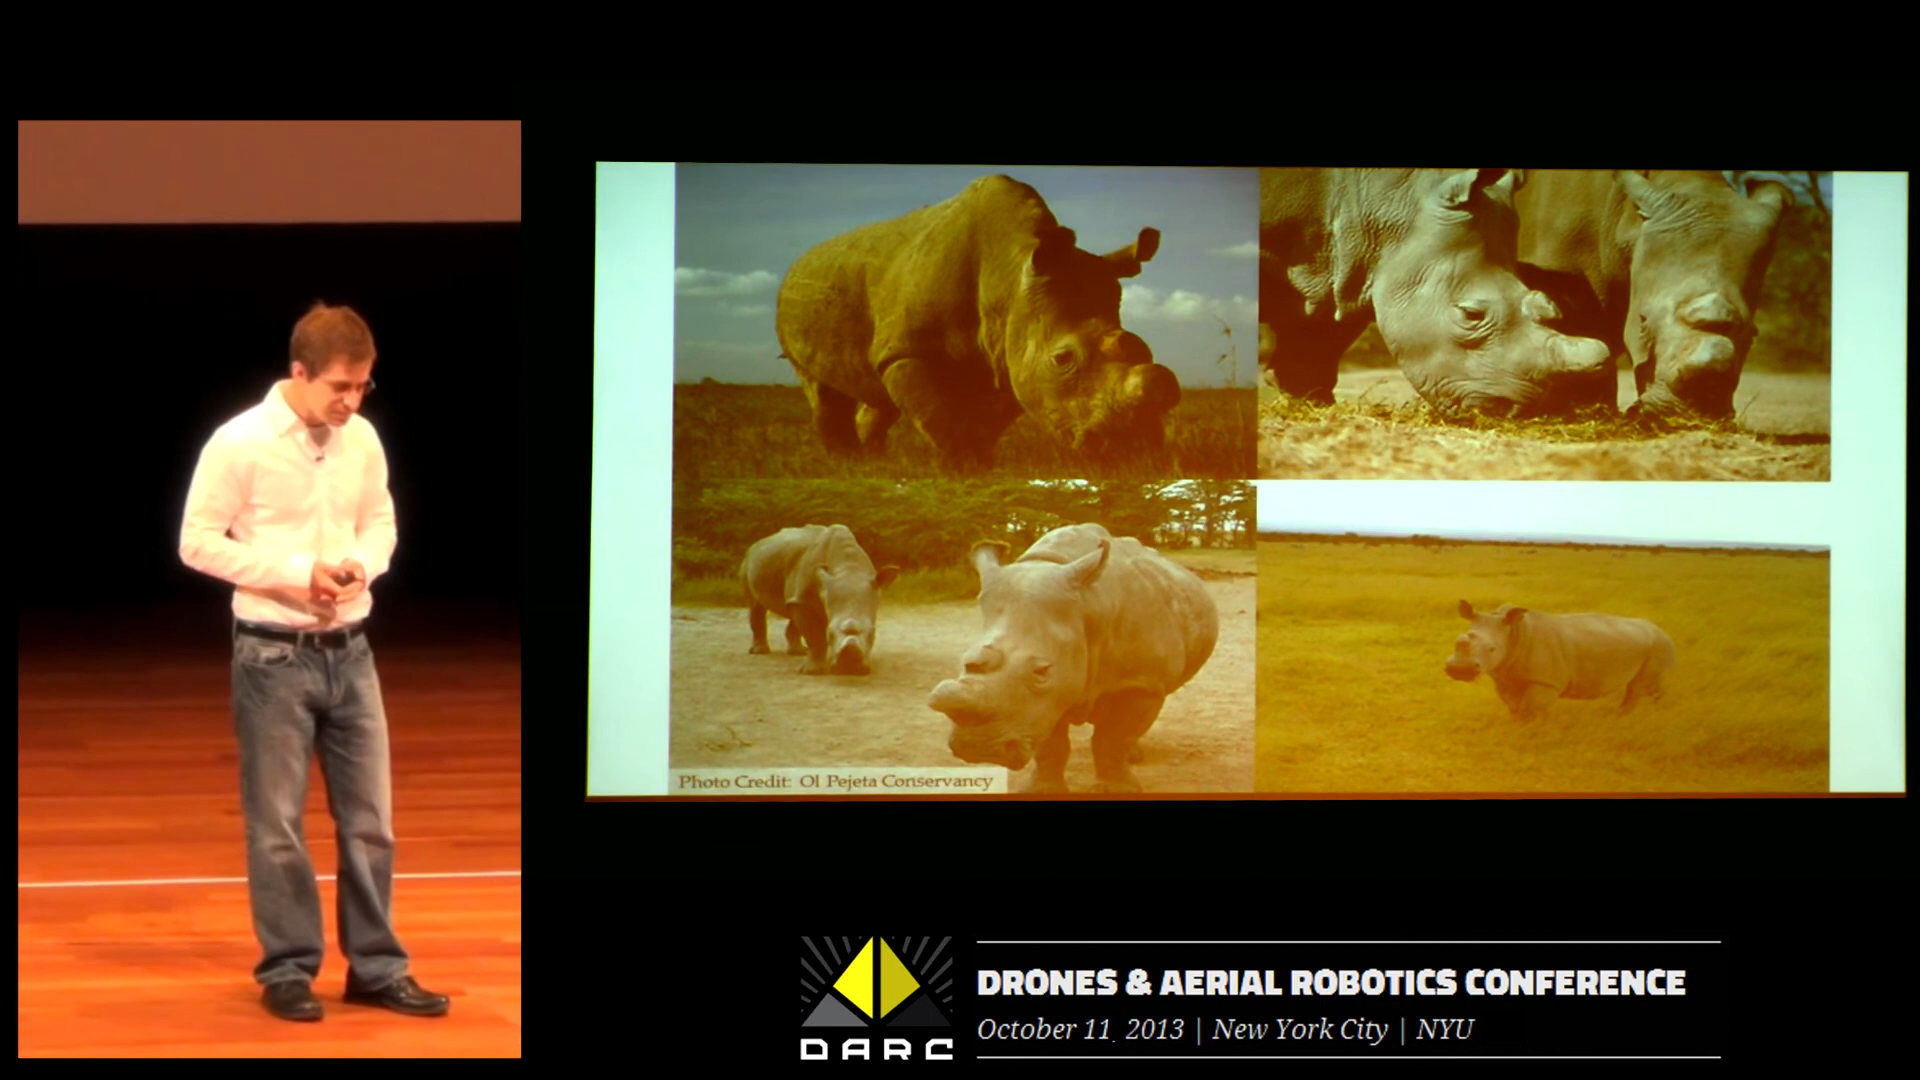 Photo Credit: Ol Pejeta Conservancy
DARC
DRONES & AERIAL ROBOTICS CONFERENCE
October 11, 2013 | New York City | NYU